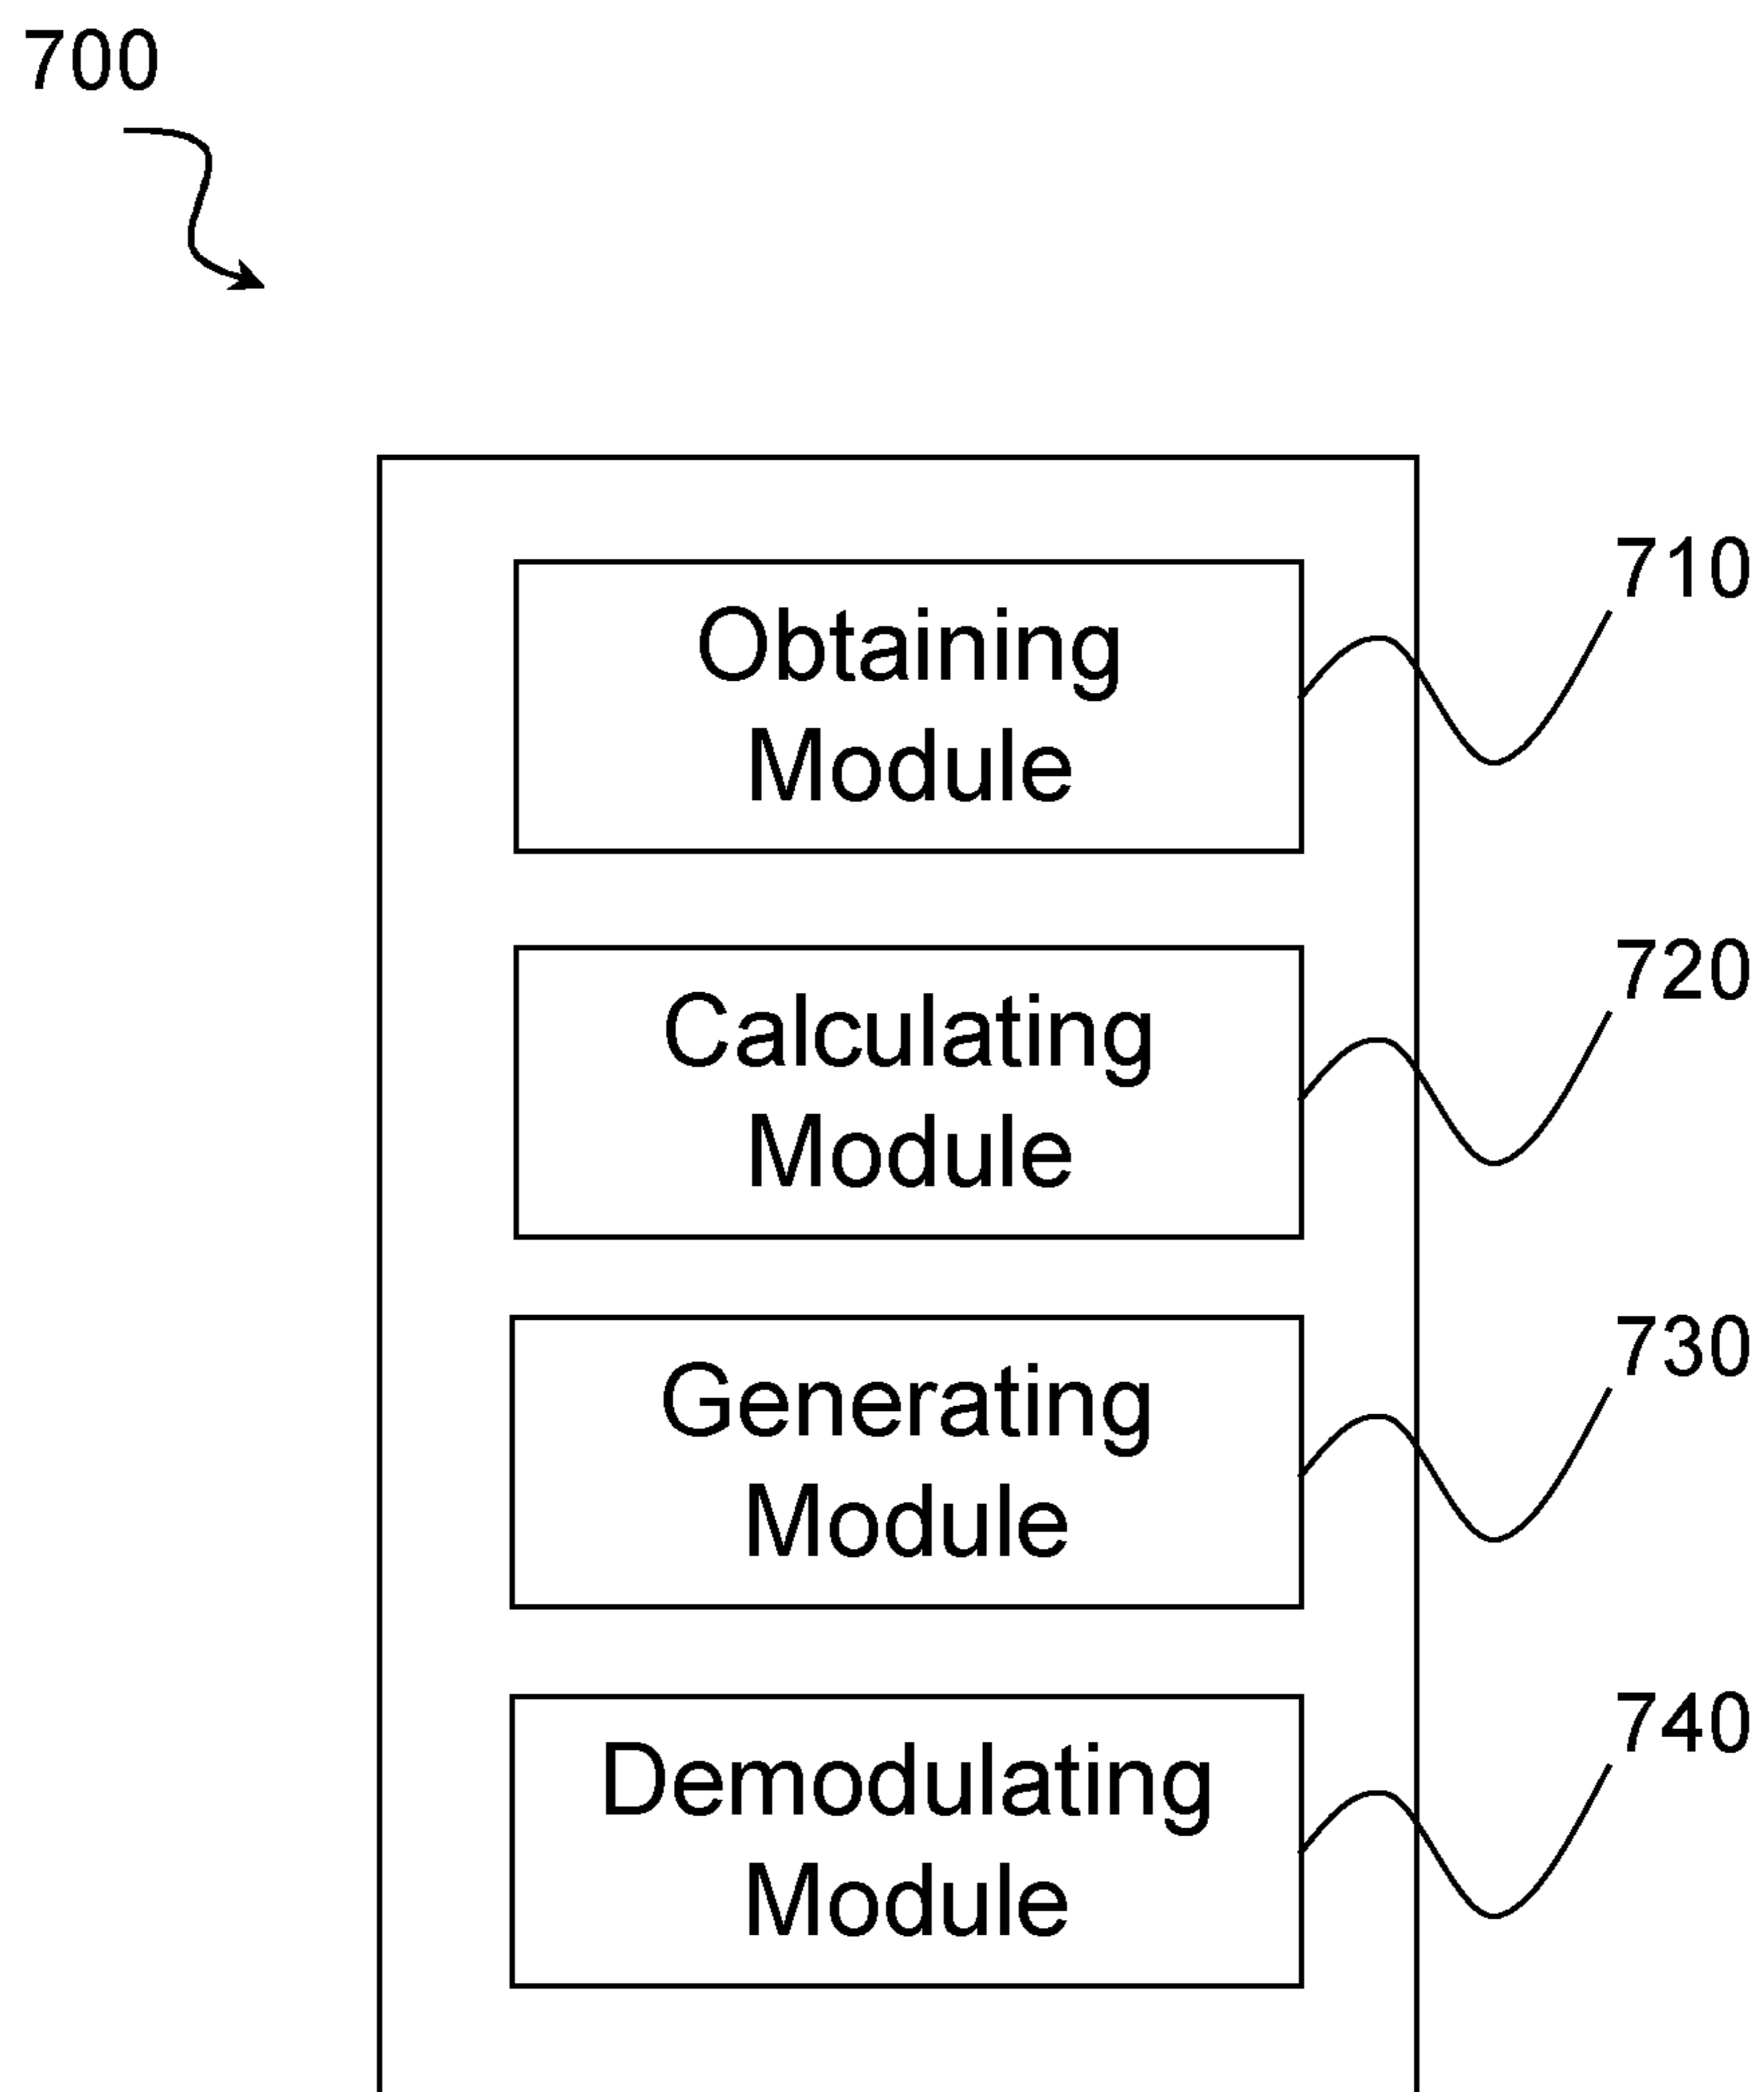 700
710
Obtaining
Module
720
Calculating
Module
730
Generating
Module
740
Demodulating
Module